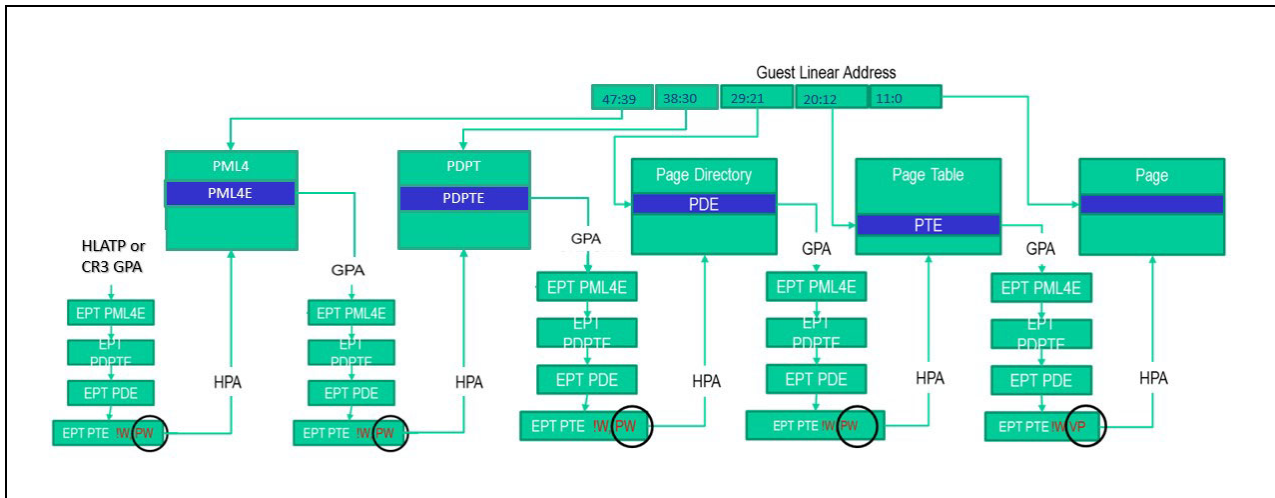 Guest Linear Address
47:39
38:30
29:21
20:12
11:0
PML4
PML4E
PDPT
PDPTE
Page Directory
PDE
Page Table
PTE
Page
HLATP or
CR3 GPA
GPA
GPA
GPA
GPA
EPT PML4E
EPT
PDPTE
EPT PDE
EPT PTE !W, PW
HPA
EPT PML4E
EPT
PDPTE
EPT PDE
EPT PTE !W, PW
HPA
EPT PML4E
EPT
PDPTE
EPT PDE
EPT PTE !W, PW
HPA
EPT PML4E
EPT
PDPTE
EPT PDE
EPT PTE !W, PW
HPA
EPT PML4E
EPT
PDPTE
EPT PDE
EPT PTE !W, VP
HPA